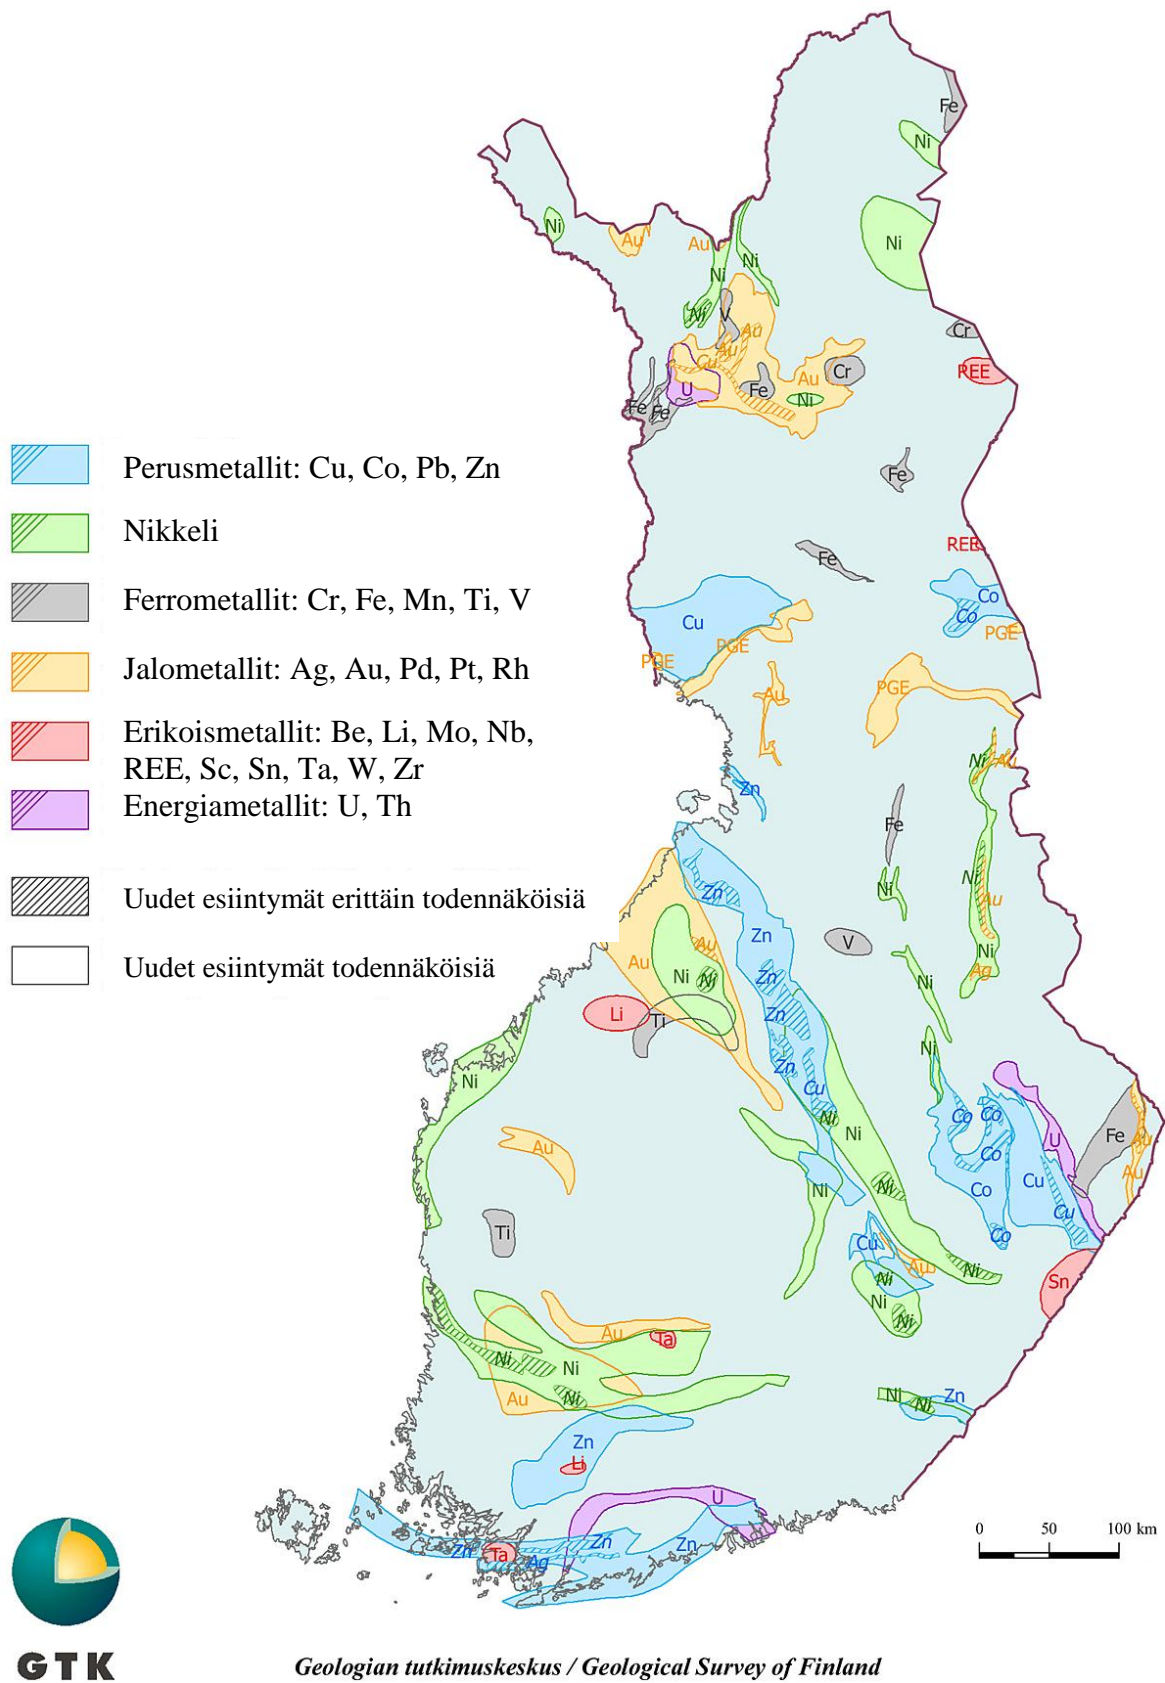 Fe
Ni
Ni
Au
Au
Ni
Ni
Ni
Ni
V
Au
Au
Cu
Cr
REE
U
Fe
Au
Cr
Ni
Fe
Fe
Perusmetallit: Cu, Co, Pb, Zn
Fe
Nikkeli
REE
Fe
Ferrometallit: Cr, Fe, Mn, Ti, V
Co
Co
Cu
PGE
PGE
PGE
Jalometallit: Ag, Au, Pd, Pt, Rh
Au
PGE
Erikoismetallit: Be, Li, Mo, Nb,
REE, Sc, Sn, Ta, W, Zr
Ni
Au
Zn
Energiametallit: U, Th
Fe
Ni
Ni
Zn
Au
Uudet esiintymät erittäin todennäköisiä
Zn
V
Au
Ni
Au
Ag
Uudet esiintymät todennäköisiä
Ni
Ni
Zn
Ni
Li
Ti
Zn
Ni
Zn
Ni
Cu
Ni
Ni
Co
Co
Fe
Au
U
Au
Co
Au
Ni
Ni
Co
Cu
Cu
Ti
Cu
Co
Au
Ni
Sn
Ni
Ni
Ni
Au
Ta
Ni
Ni
Au
Ni
Ni
Ni
Zn
Zn
Li
U
Zn
Zn
Zn
Ta
Ag
0 50 100 km
GTK
Geologian tutkimuskeskus / Geological Survey of Finland